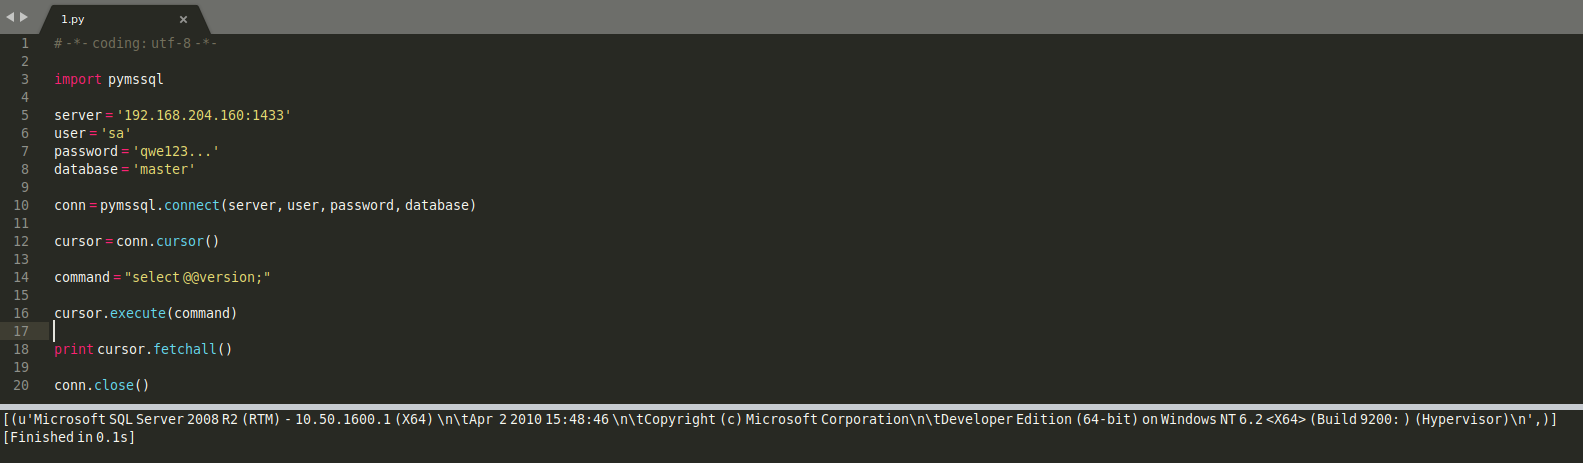 1.py
1 # -*- coding: utf-8 -*-
2
3 import pymssql
4
5 server = '192.168.204.160:1433'
6 user = 'sa'
7 password = 'qwe123...'
8 database = 'master'
9
10 conn = pymssql.connect(server, user, password, database)
11
12 cursor = conn.cursor()
13
14 command = "select @@version;"
15
16 cursor.execute(command)
17
18 print cursor.fetchall()
19
20 conn.close()
[(u'Microsoft SQL Server 2008 R2 (RTM) - 10.50.1600.1 (X64) \n\tApr 2 2010 15:48:46 \n\tCopyright (c) Microsoft Corporation\n\tDeveloper Edition (64-bit) on Windows NT 6.2 <X64> (Build 9200: ) (Hypervisor)\n',)]
[Finished in 0.1s]